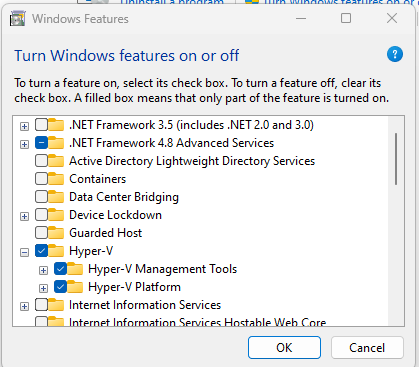 Uninstall a program
Turn Windows features on or
Windows Features
Turn Windows features on or off
?
To turn a feature on, select its check box. To turn a feature off, clear its
check box. A filled box means that only part of the feature is turned on.
.NET Framework 3.5 (includes .NET 2.0 and 3.0)
.NET Framework 4.8 Advanced Services
Active Directory Lightweight Directory Services
Containers
Data Center Bridging
Device Lockdown
Guarded Host
Hyper-V
Hyper-V Management Tools
Hyper-V Platform
Internet Information Services
Internet Information Services Hostable Web Core
OK
Cancel